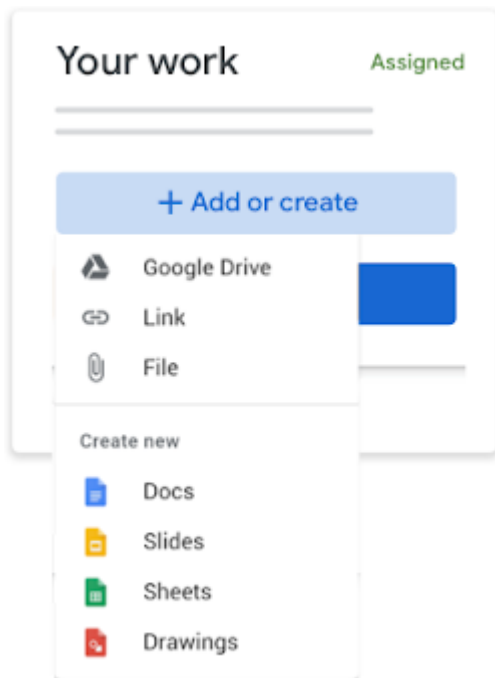 Your work
Assigned
+ Add or create
Google Drive
Link
File
Create new
Docs
Slides
Sheets
Drawings